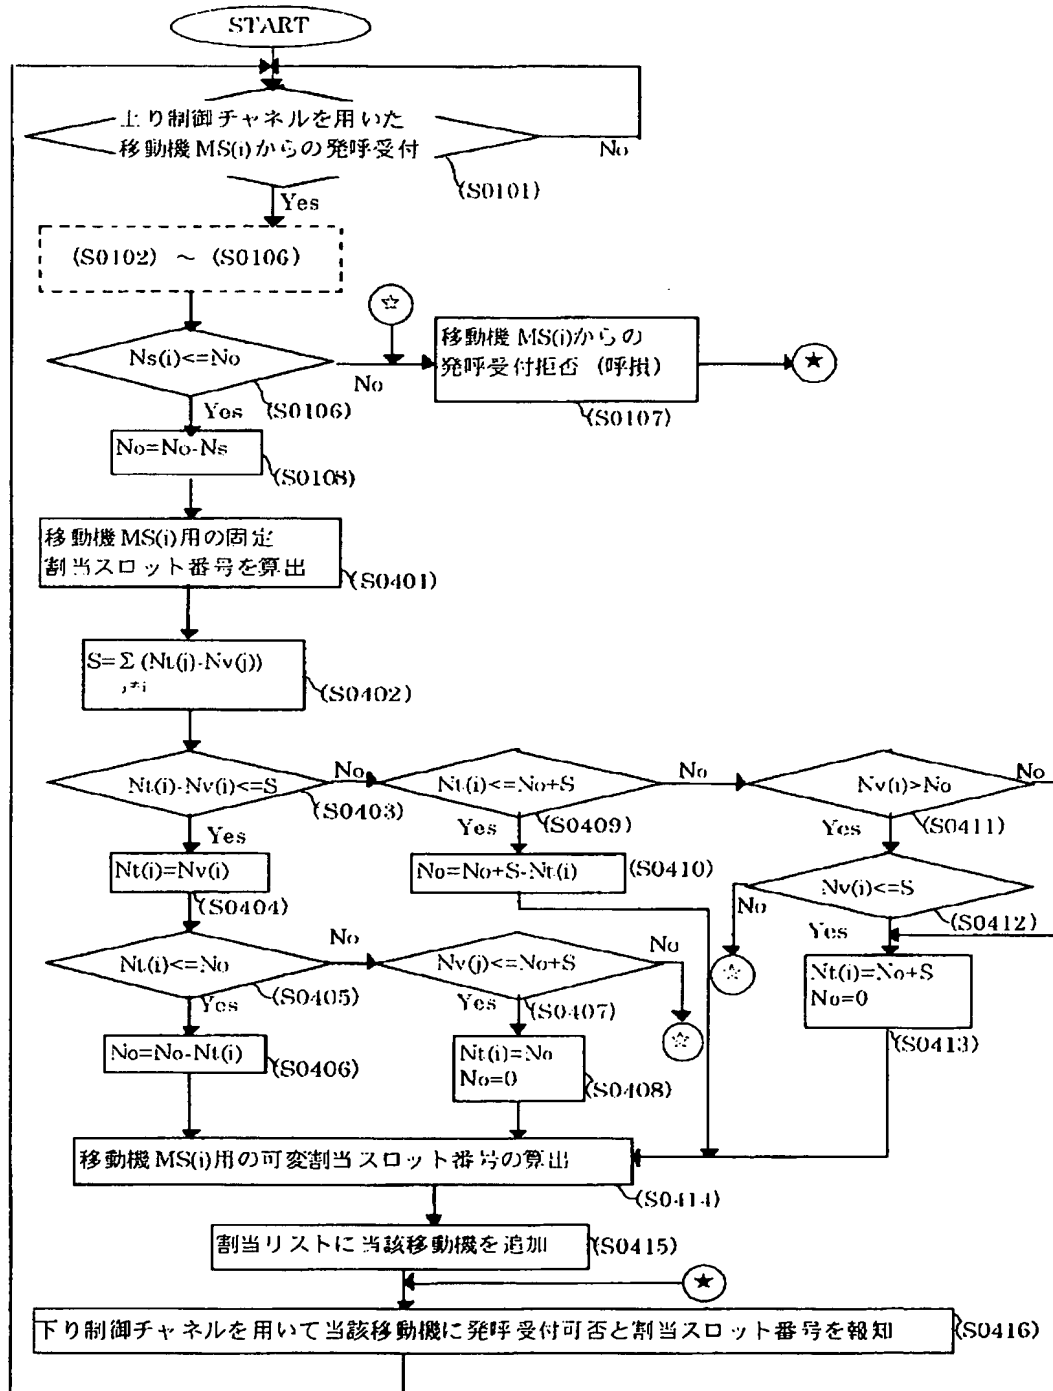 START
上り制御チャネルを用いた
移動機 MS(i)からの発呼受付
No
(S0101)
Yes
(S0102) ～ (S0106)
☆
Ns(i)<=No
No
(S0106)
Yes
移動機 MS(i)からの
発呼受付拒否（呼損）
(S0107)
★
No=No-Ns
(S0108)
移動機 MS(i)用の固定
割当スロット番号を算出
(S0401)
S=Σ (Nt(j)-Nv(j))
j≠i
(S0402)
Nt(i)-Nv(i)<=S
No
(S0403)
Yes
Nt(i)<=No+S
No
(S0409)
Yes
Nv(i)>No
No
(S0411)
Yes
Nt(i)=Nv(i)
(S0404)
No=No+S-Nt(i)
(S0410)
Nv(i)<=S
No
(S0412)
Yes
☆
Nt(i)<=No
No
(S0405)
Yes
Nv(j)<=No+S
No
(S0407)
Yes
☆
Nt(i)=No+S
No=0
(S0413)
No=No-Nt(i)
(S0406)
Nt(i)=No
No=0
(S0408)
移動機 MS(i)用の可変割当スロット番号の算出
(S0414)
割当リストに当該移動機を追加
(S0415)
★
下り制御チャネルを用いて当該移動機に発呼受付可否と割当スロット番号を報知
(S0416)